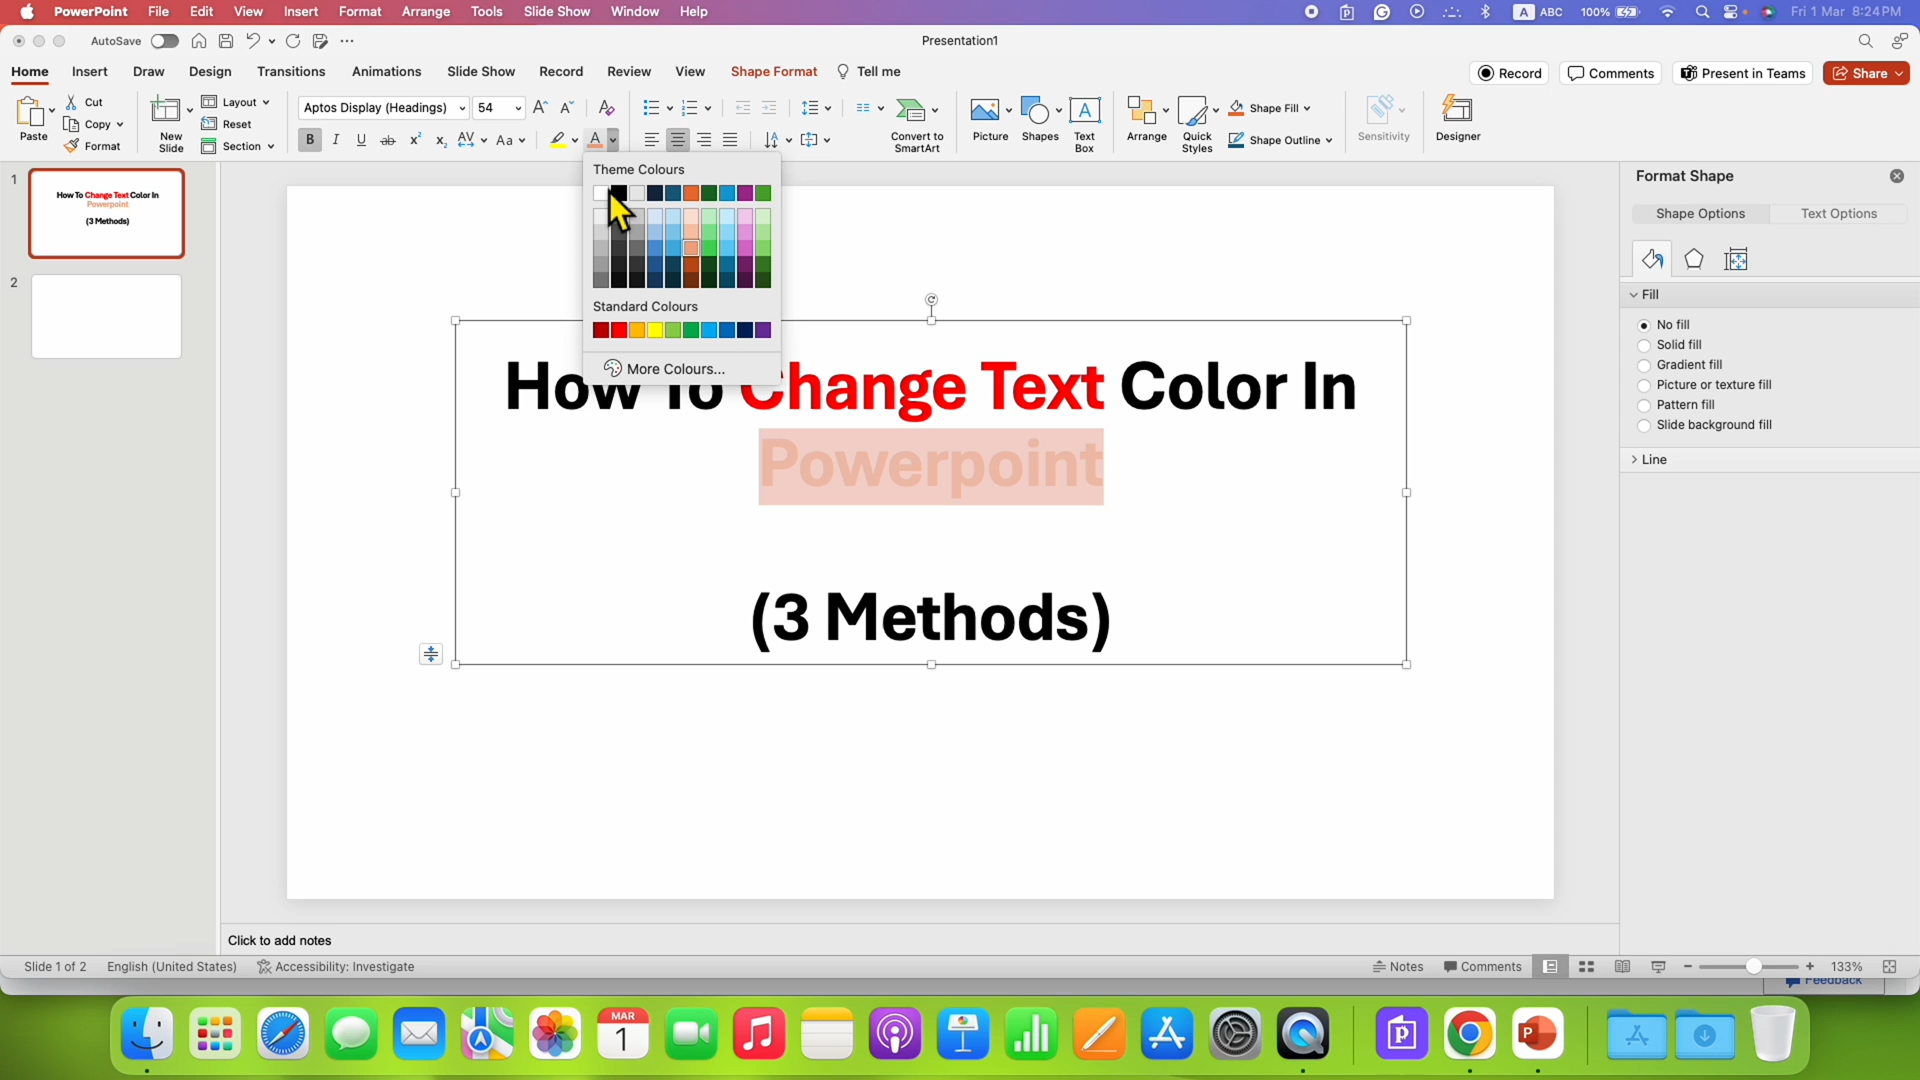 PowerPoint File Edit View Insert Format Arrange Tools Slide Show Window Help A ABC 100% Fri 1 Mar 8:24 PM
AutoSave Presentation1
Home Insert Draw Design Transitions Animations Slide Show Record Review View Shape Format Tell me Record Comments Present in Teams Share
Paste Cut Copy Format
New Slide Layout Reset Section
Aptos Display (Headings) 54
Convert to SmartArt
Picture Shapes Text Box
Arrange Quick Styles Shape Fill Shape Outline
Sensitivity Designer
Theme Colours
Standard Colours
More Colours...
1
How To Change Text Color In
Powerpoint
(3 Methods)
2
How To Change Text Color In
Powerpoint
(3 Methods)
Format Shape
Shape Options Text Options
Fill
No fill
Solid fill
Gradient fill
Picture or texture fill
Pattern fill
Slide background fill
Line
Click to add notes
Slide 1 of 2 English (United States) Accessibility: Investigate Notes Comments 133%
Feedback
MAR
1